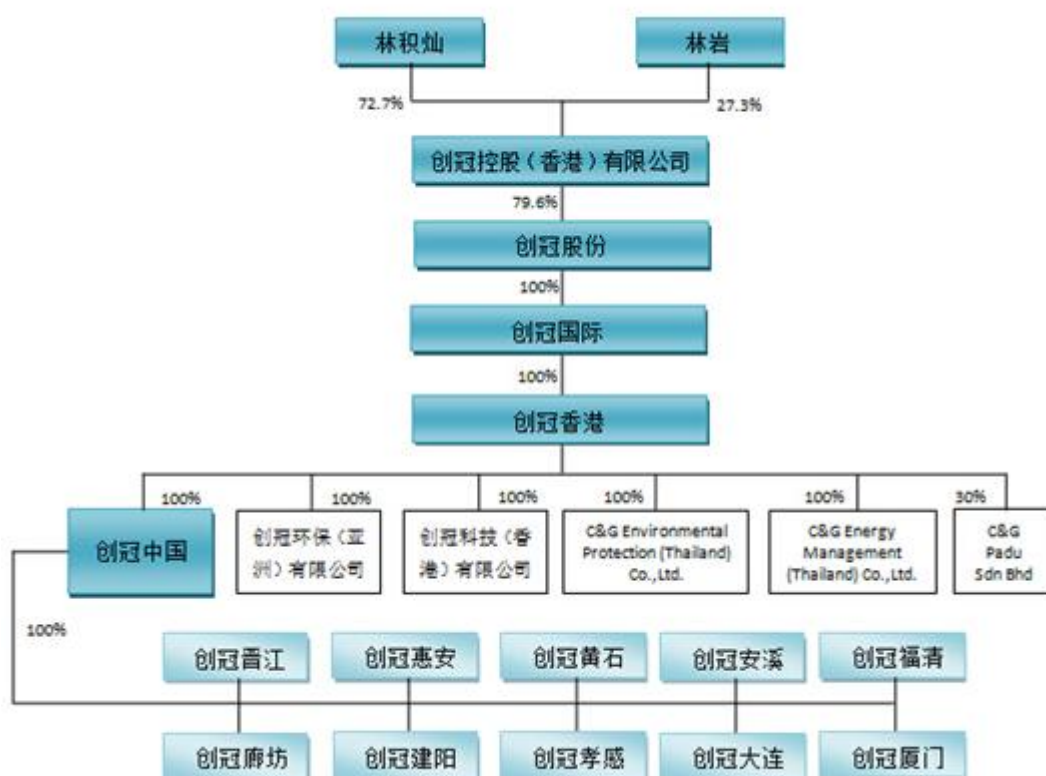 林积灿
林岩
72.7%
27.3%
创冠控股（香港）有限公司
79.6%
创冠股份
100%
创冠国际
100%
创冠香港
100%
100%
100%
100%
100%
30%
创冠中国
创冠环保（亚
洲）有限公司
创冠科技（香
港）有限公司
C&G Environmental
Protection (Thailand)
Co.,Ltd.
C&G Energy
Management
(Thailand) Co.,Ltd.
C&G
Padu
Sdn Bhd
100%
创冠晋江
创冠惠安
创冠黄石
创冠安溪
创冠福清
创冠廊坊
创冠建阳
创冠孝感
创冠大连
创冠厦门